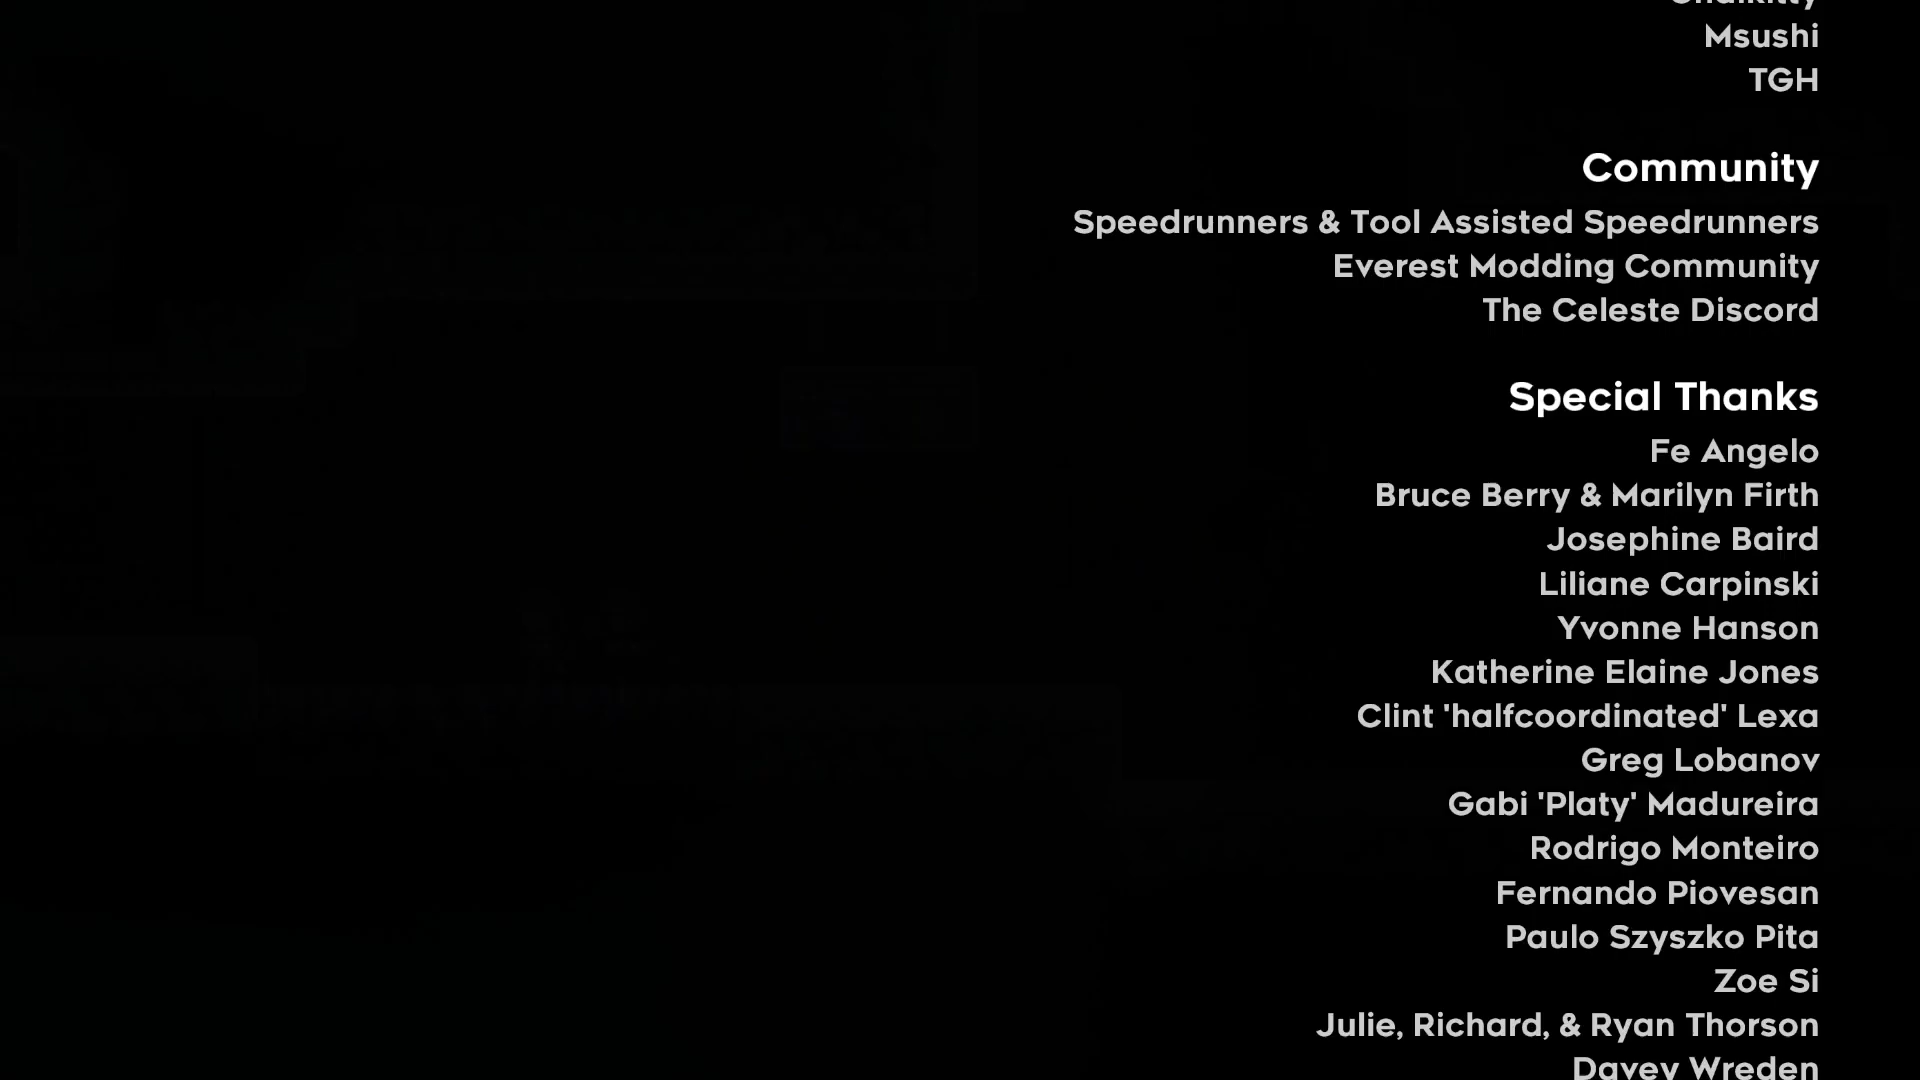 Msushi
TGH
Community
Speedrunners & Tool Assisted Speedrunners
Everest Modding Community
The Celeste Discord
Special Thanks
Fe Angelo
Bruce Berry & Marilyn Firth
Josephine Baird
Liliane Carpinski
Yvonne Hanson
Katherine Elaine Jones
Clint 'halfcoordinated' Lexa
Greg Lobanov
Gabi 'Platy' Madureira
Rodrigo Monteiro
Fernando Piovesan
Paulo Szyszko Pita
Zoe Si
Julie, Richard, & Ryan Thorson
Davey Wreden